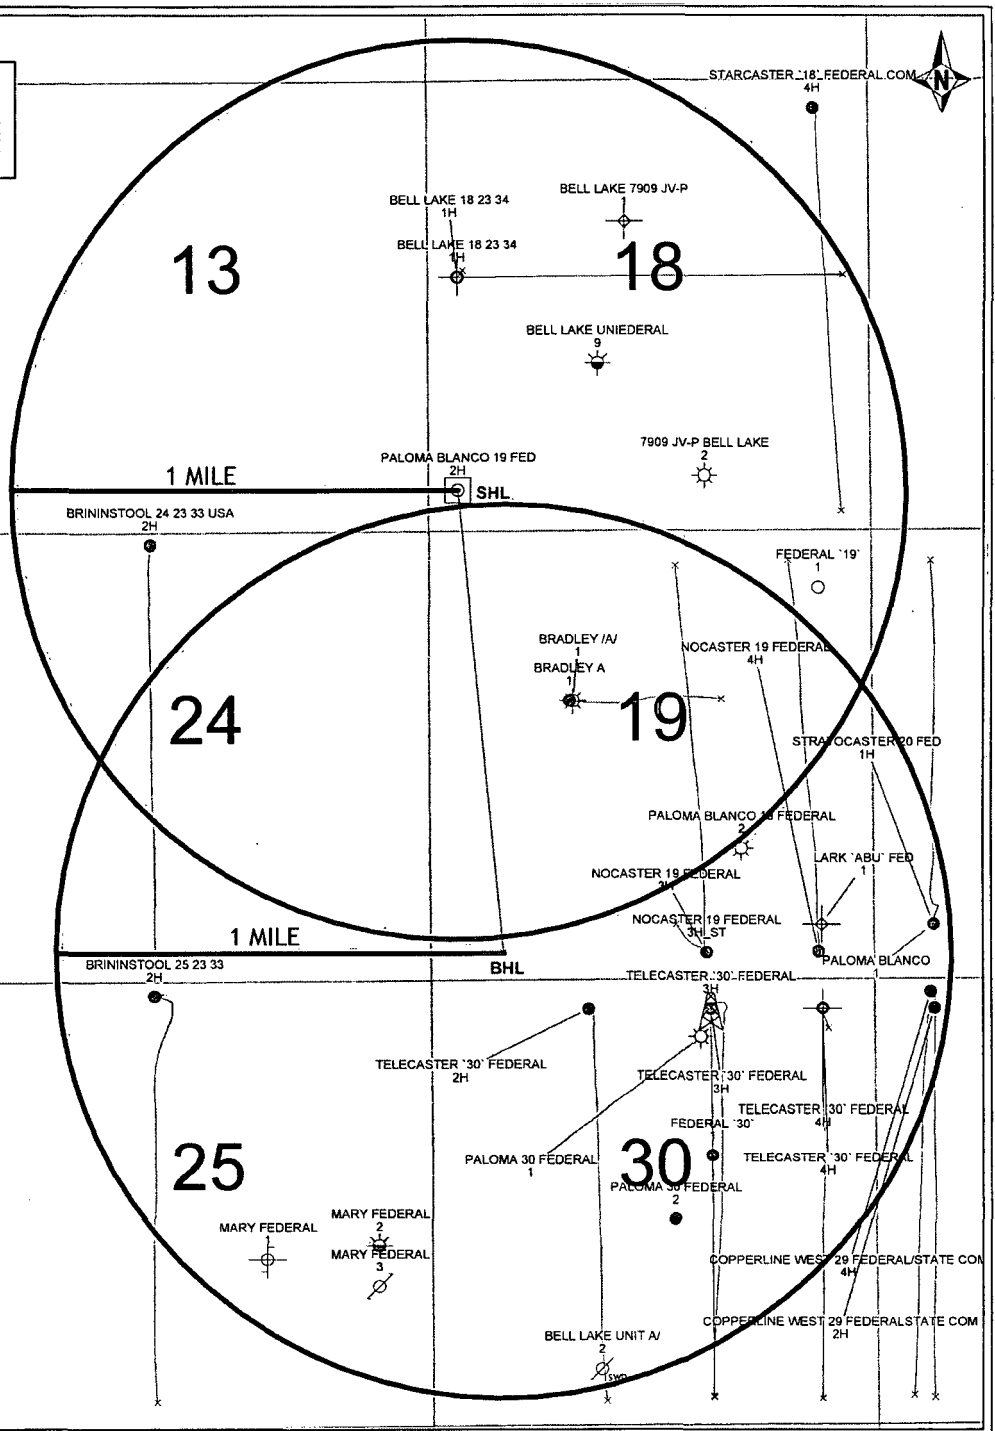 STARCASTER `18` FEDERAL COM
4H
N
BELL LAKE 7909 JV-P
1
BELL LAKE 18 23 34
1H
BELL LAKE 18 23 34
1H
13
18
BELL LAKE UNIEDERAL
9
7909 JV-P BELL LAKE
2
PALOMA BLANCO 19 FED
2H
1 MILE
SHL
BRININSTOOL 24 23 33 USA
2H
FEDERAL `19`
1
BRADLEY /A/
1
BRADLEY A
1
NOCASTER 19 FEDERAL
4H
24
19
STRATOCASTER 20 FED
1H
PALOMA BLANCO FEDERAL
2
LARK `ABU` FED
1
NOCASTER 19 FEDERAL
3H
NOCASTER 19 FEDERAL
3H_ST
1 MILE
BHL
PALOMA BLANCO
1
BRININSTOOL 25 23 33
2H
TELECASTER `30` FEDERAL
3H
TELECASTER `30` FEDERAL
2H
TELECASTER `30` FEDERAL
3H
TELECASTER `30` FEDERAL
4H
FEDERAL `30`
1
TELECASTER `30` FEDERAL
4H
PALOMA 30 FEDERAL
1
25
30
PALOMA 30 FEDERAL
2
MARY FEDERAL
1
MARY FEDERAL
2
MARY FEDERAL
3
COPPERLINE WEST 29 FEDERAL/STATE COM
4H
COPPERLINE WEST 29 FEDERALSTATE COM
2H
BELL LAKE UNIT A/
2
SWD